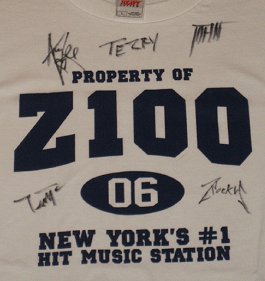 TERRY
JOHN
PROPERTY OF
Z100
06
NEW YORK'S #1
HIT MUSIC STATION